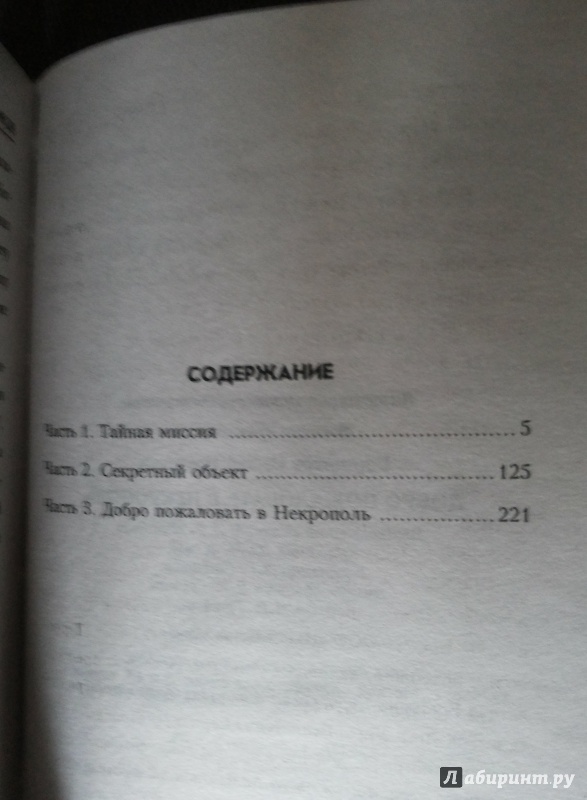 СОДЕРЖАНИЕ
Часть 1. Тайная миссия ........................................ 5
Часть 2. Секретный объект .................................. 125
Часть 3. Добро пожаловать в Некрополь ................ 221
Лабиринт.ру